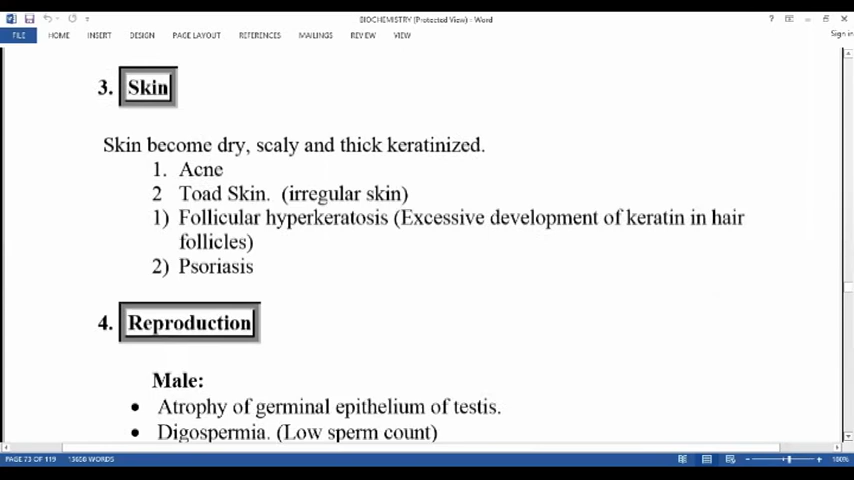 BIOCHEMISTRY (Protected View) - Word
Sign in
FILE HOME INSERT DESIGN PAGE LAYOUT REFERENCES MAILINGS REVIEW VIEW
3. Skin
Skin become dry, scaly and thick keratinized.
1. Acne
2 Toad Skin. (irregular skin)
1) Follicular hyperkeratosis (Excessive development of keratin in hair
follicles)
2) Psoriasis
4. Reproduction
Male:
• Atrophy of germinal epithelium of testis.
• Digospermia. (Low sperm count)
PAGE 73 OF 119 13658 WORDS 180%